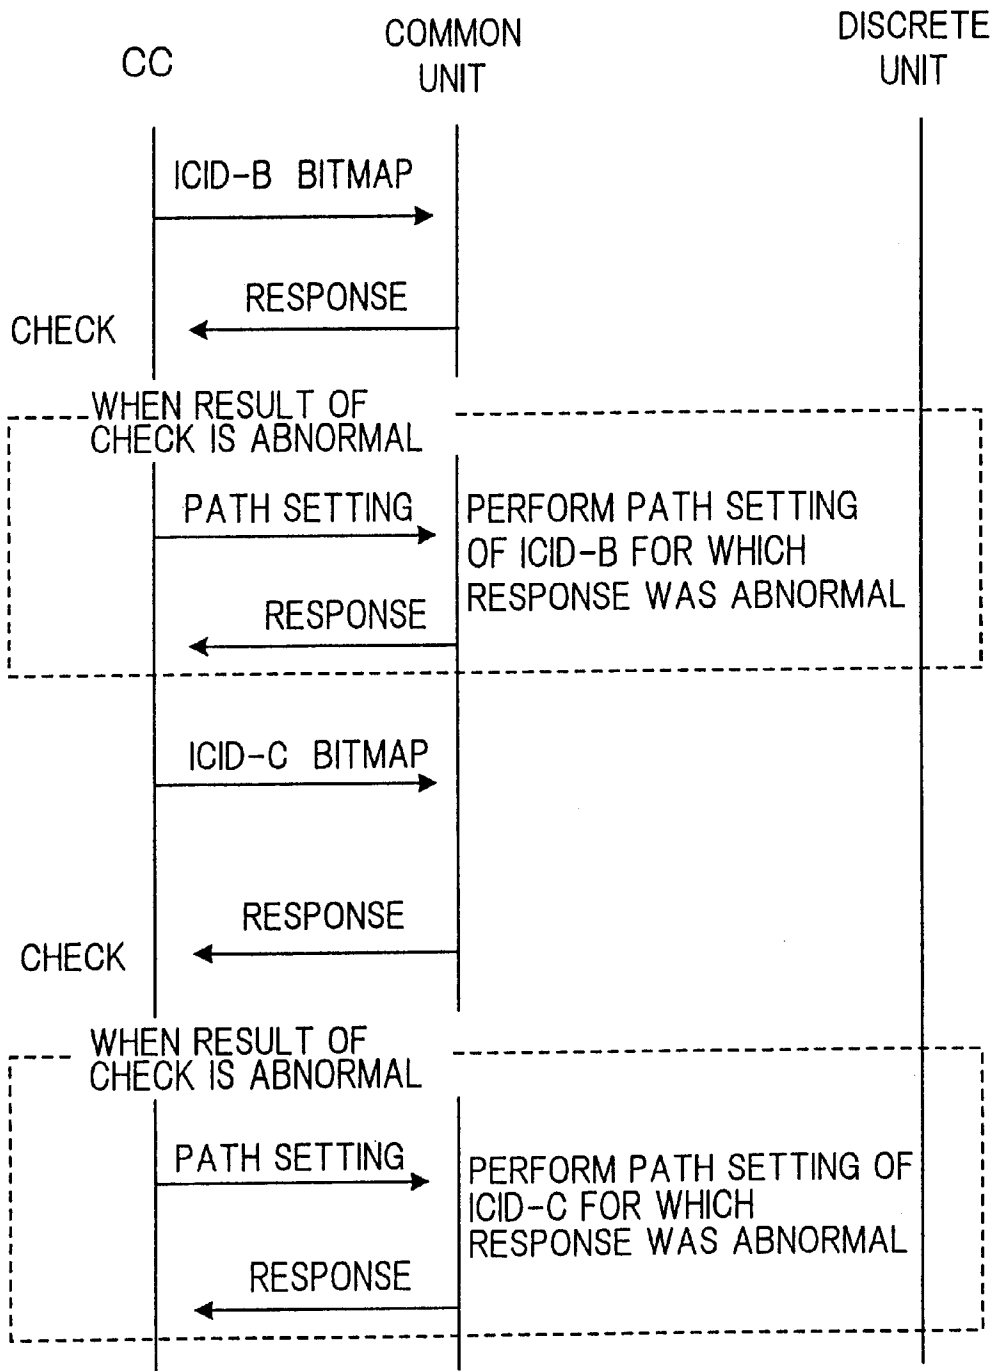 CC
COMMON
UNIT
DISCRETE
UNIT
ICID-B BITMAP
RESPONSE
CHECK
WHEN RESULT OF
CHECK IS ABNORMAL
PATH SETTING
PERFORM PATH SETTING
OF ICID-B FOR WHICH
RESPONSE WAS ABNORMAL
RESPONSE
ICID-C BITMAP
RESPONSE
CHECK
WHEN RESULT OF
CHECK IS ABNORMAL
PATH SETTING
PERFORM PATH SETTING OF
ICID-C FOR WHICH
RESPONSE WAS ABNORMAL
RESPONSE